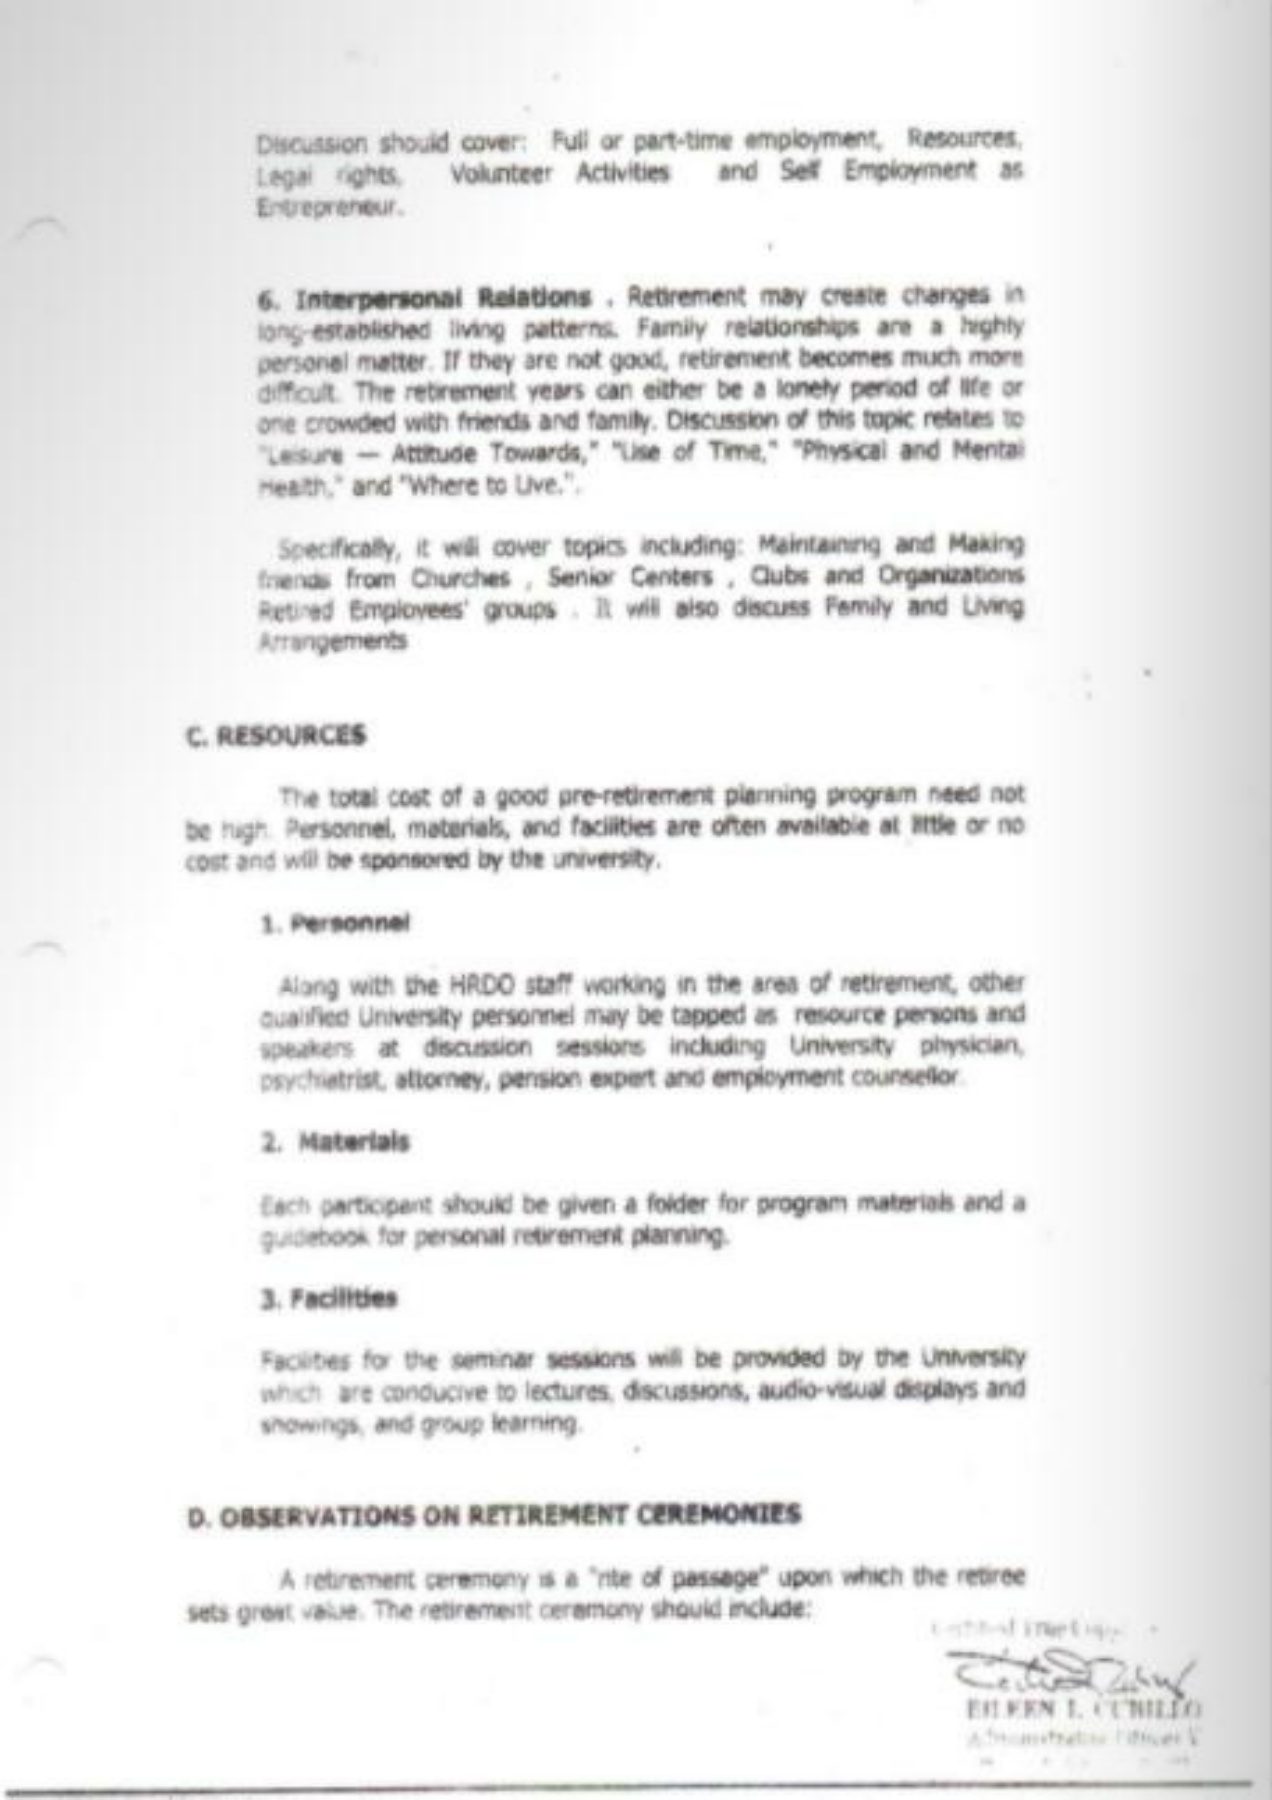 Discussion should cover: Full or part-time employment, Resources,
Legal rights, Volunteer Activities and Self Employment as
Entrepreneur.
6. Interpersonal Relations . Retirement may create changes in
long-established living patterns. Family relationships are a highly
personal matter. If they are not good, retirement becomes much more
difficult. The retirement years can either be a lonely period of life or
one crowded with friends and family. Discussion of this topic relates to
"Leisure — Attitude Towards," "Use of Time," "Physical and Mental
Health," and "Where to Live.".
Specifically, it will cover topics including: Maintaining and Making
friends from Churches , Senior Centers , Clubs and Organizations
Retired Employees' groups . It will also discuss Family and Living
Arrangements
C. RESOURCES
The total cost of a good pre-retirement planning program need not
be high. Personnel, materials, and facilities are often available at little or no
cost and will be sponsored by the university.
1. Personnel
Along with the HRDO staff working in the area of retirement, other
qualified University personnel may be tapped as resource persons and
speakers at discussion sessions including University physician,
psychiatrist, attorney, pension expert and employment counsellor.
2. Materials
Each participant should be given a folder for program materials and a
guidebook for personal retirement planning.
3. Facilities
Facilities for the seminar sessions will be provided by the University
which are conducive to lectures, discussions, audio-visual displays and
showings, and group learning.
D. OBSERVATIONS ON RETIREMENT CEREMONIES
A retirement ceremony is a "rite of passage" upon which the retiree
sets great value. The retirement ceremony should include:
EILEEN
Administrative Officer V